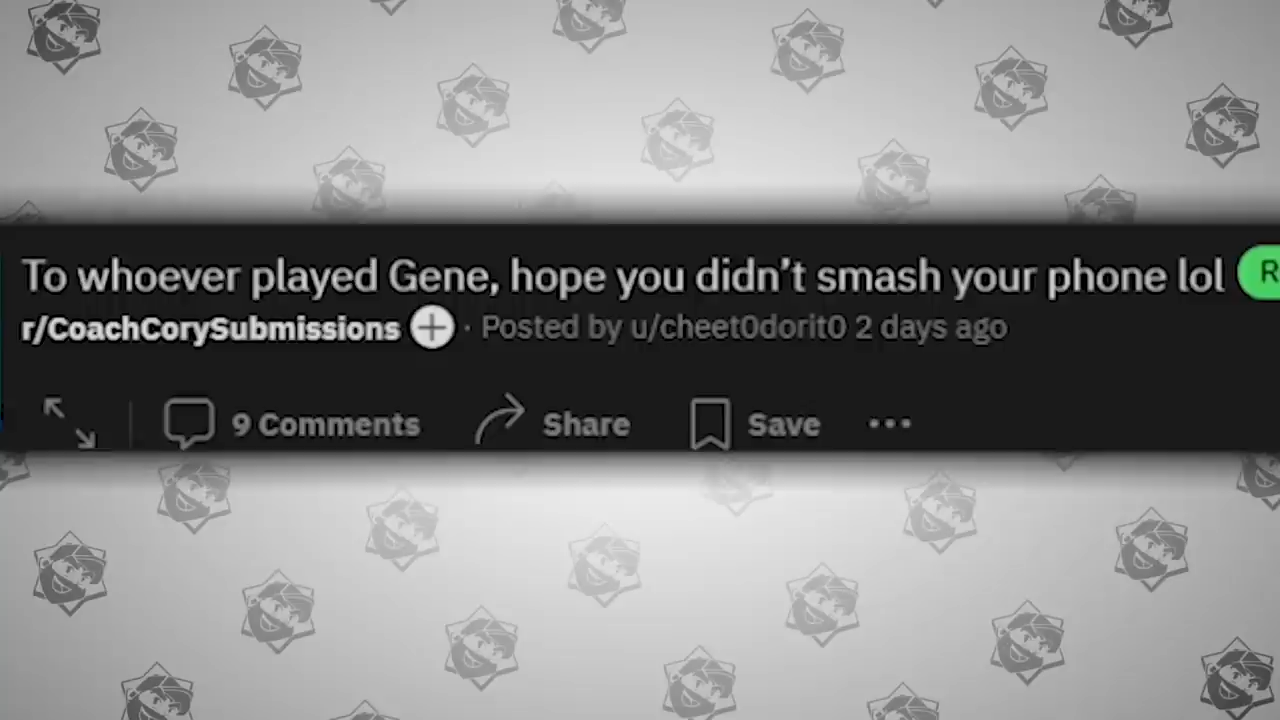 To whoever played Gene, hope you didn't smash your phone lol R
r/CoachCorySubmissions · Posted by u/cheet0dorit0 2 days ago
9 Comments Share Save ...